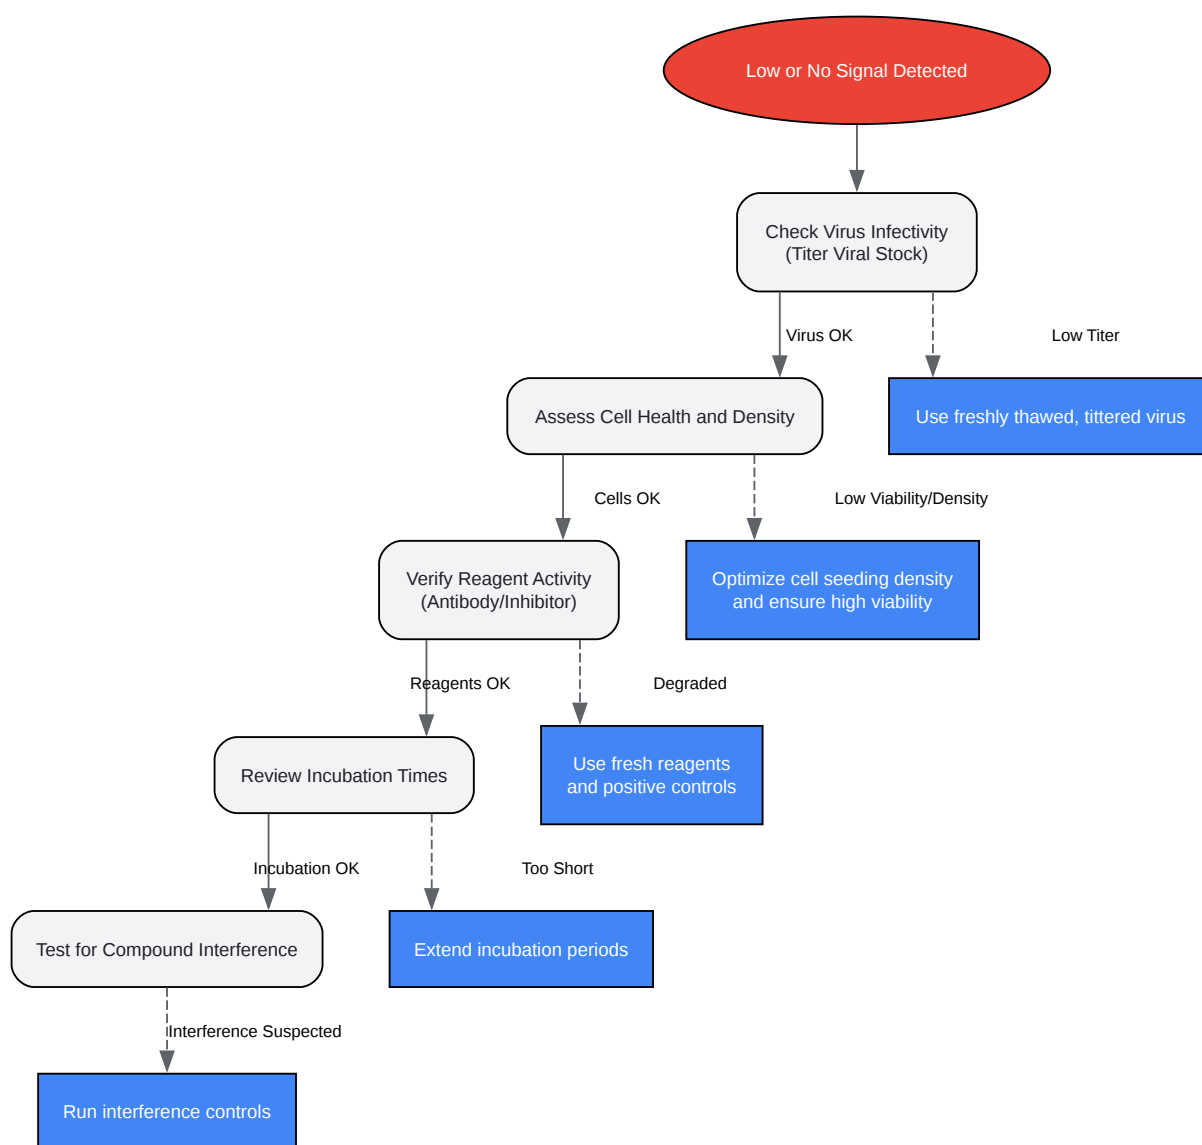 Low or No Signal Detected
Check Virus Infectivity
(Titer Viral Stock)
Virus OK
Low Titer
Assess Cell Health and Density
Use freshly thawed, tittered virus
Cells OK
Low Viability/Density
Verify Reagent Activity
(Antibody/Inhibitor)
Optimize cell seeding density
and ensure high viability
Reagents OK
Degraded
Review Incubation Times
Use fresh reagents
and positive controls
Incubation OK
Too Short
Test for Compound Interference
Extend incubation periods
Interference Suspected
Run interference controls